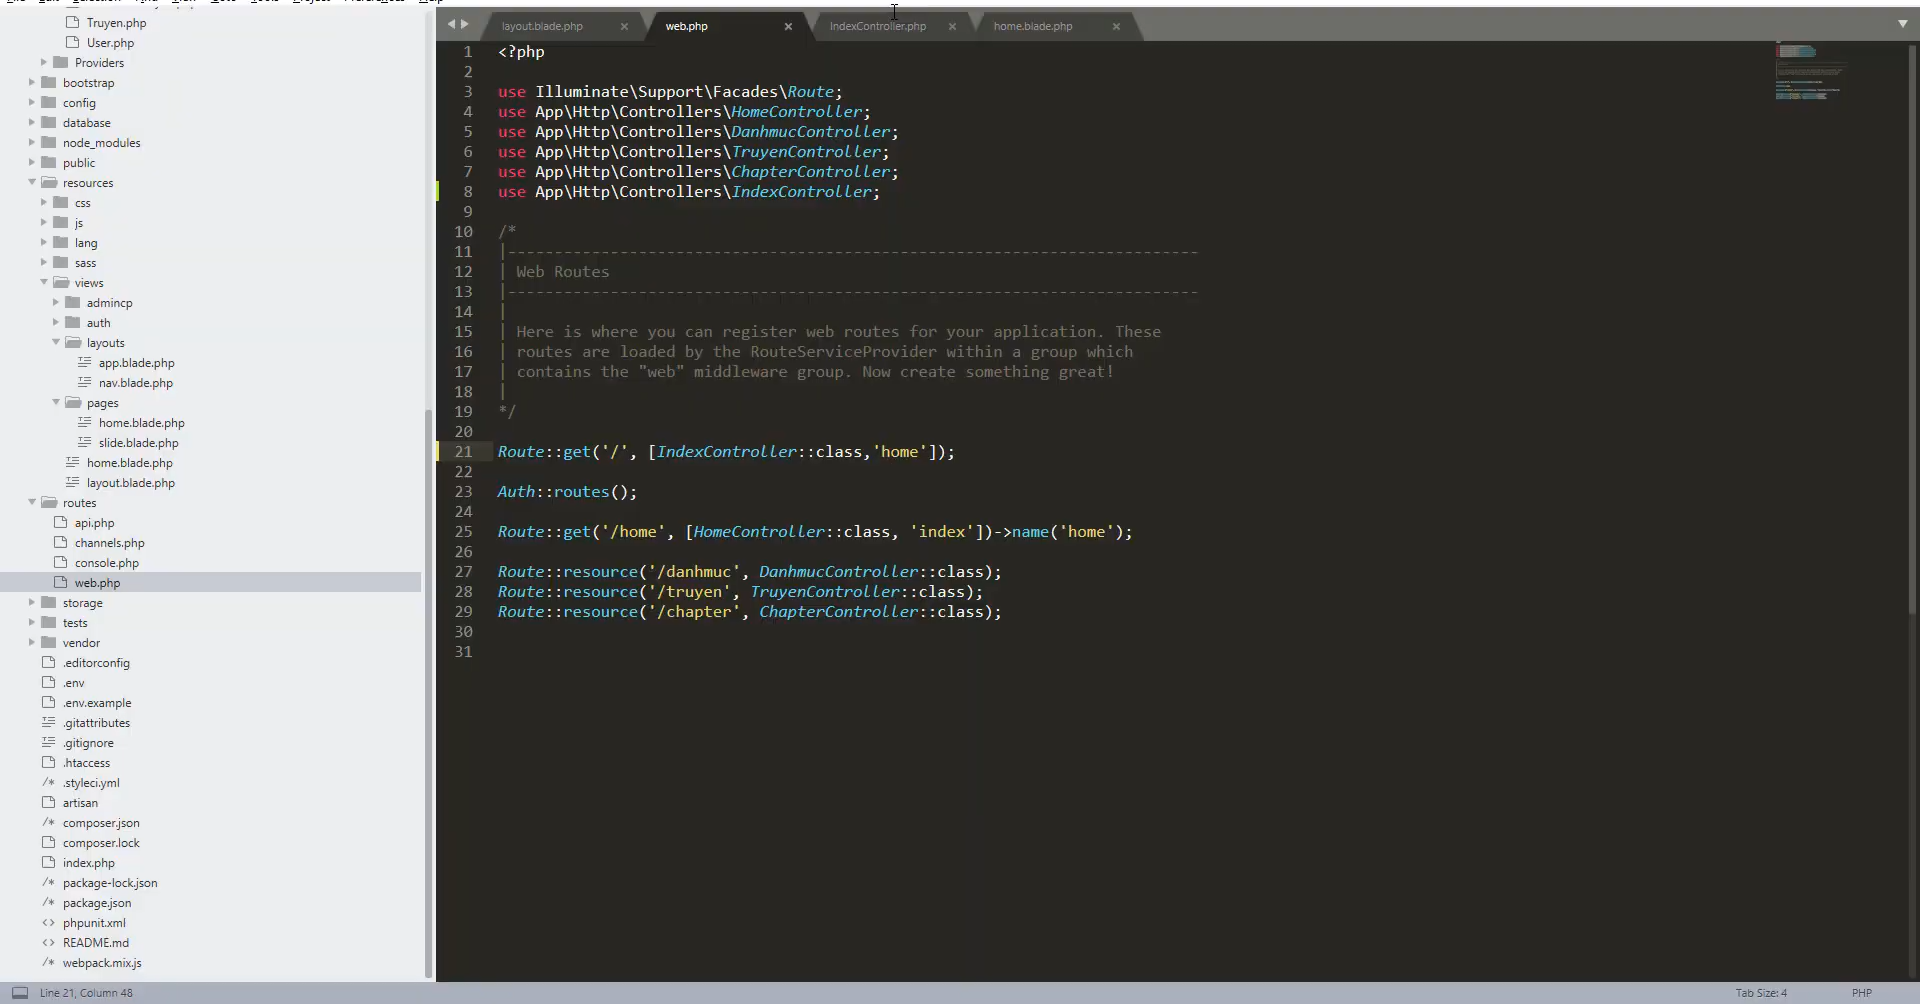 Truyen.php
User.php
Providers
bootstrap
config
database
node_modules
public
resources
css
js
lang
sass
views
admincp
auth
layouts
app.blade.php
nav.blade.php
pages
home.blade.php
slide.blade.php
home.blade.php
layout.blade.php
routes
api.php
channels.php
console.php
web.php
storage
tests
vendor
.editorconfig
.env
.env.example
.gitattributes
.gitignore
.htaccess
.styleci.yml
artisan
composer.json
composer.lock
index.php
package-lock.json
package.json
phpunit.xml
README.md
webpack.mix.js
layout.blade.php
web.php
IndexController.php
home.blade.php
1 <?php
2
3 use Illuminate\Support\Facades\Route;
4 use App\Http\Controllers\HomeController;
5 use App\Http\Controllers\DanhmucController;
6 use App\Http\Controllers\TruyenController;
7 use App\Http\Controllers\ChapterController;
8 use App\Http\Controllers\IndexController;
9
10 /*
11 |--------------------------------------------------------------------------
12 | Web Routes
13 |--------------------------------------------------------------------------
14 |
15 | Here is where you can register web routes for your application. These
16 | routes are loaded by the RouteServiceProvider within a group which
17 | contains the "web" middleware group. Now create something great!
18 |
19 */
20
21 Route::get('/', [IndexController::class,'home']);
22
23 Auth::routes();
24
25 Route::get('/home', [HomeController::class, 'index'])->name('home');
26
27 Route::resource('/danhmuc', DanhmucController::class);
28 Route::resource('/truyen', TruyenController::class);
29 Route::resource('/chapter', ChapterController::class);
30
31
Line 21, Column 48
Tab Size: 4
PHP